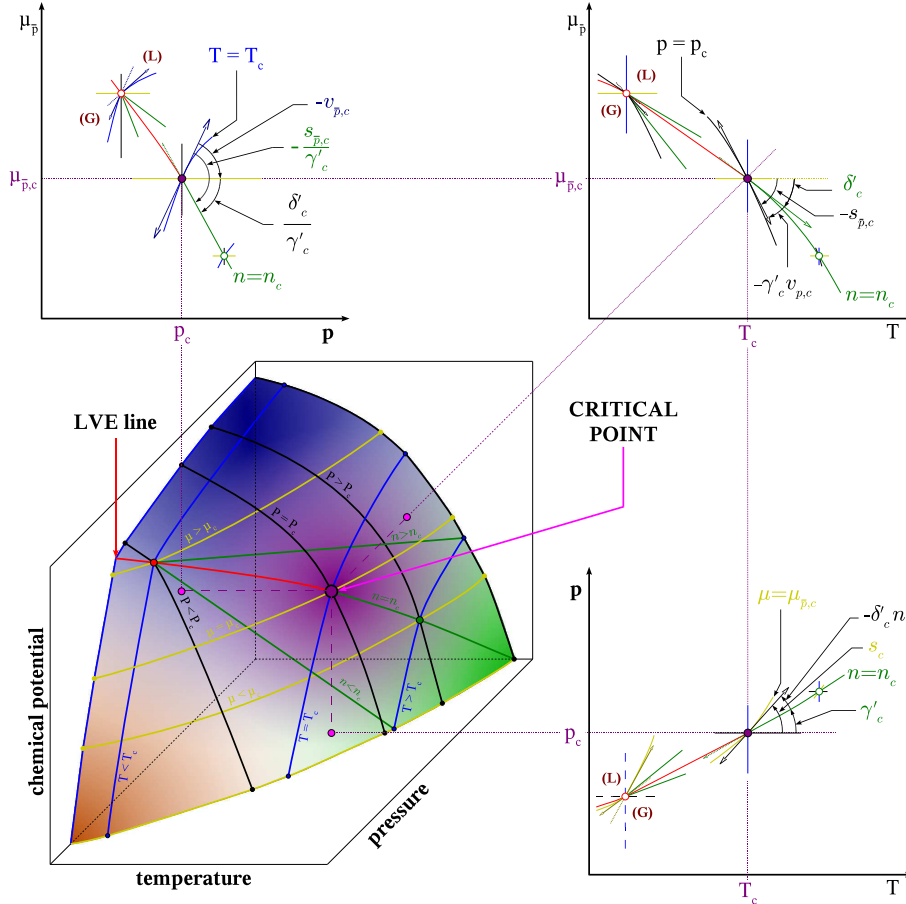 μ_p̄
(L)
T = T_c
(G)
-v_p̄,c
- s_p̄,c / γ'_c
μ_p̄,c
δ'_c / γ'_c
n=n_c
p_c
p
μ_p̄
p = p_c
(L)
(G)
μ_p̄,c
δ'_c
-s_p̄,c
-γ'_c v_p,c
n=n_c
T_c
T
LVE line
CRITICAL
POINT
P > P_c
P = P_c
μ > μ_c
n>n_c
P < P_c
n=n_c
μ < μ_c
n<n_c
T > T_c
T = T_c
T < T_c
chemical potential
temperature
pressure
p
μ=μ_p̄,c
-δ'_c n
s_c
n=n_c
γ'_c
p_c
(L)
(G)
T_c
T